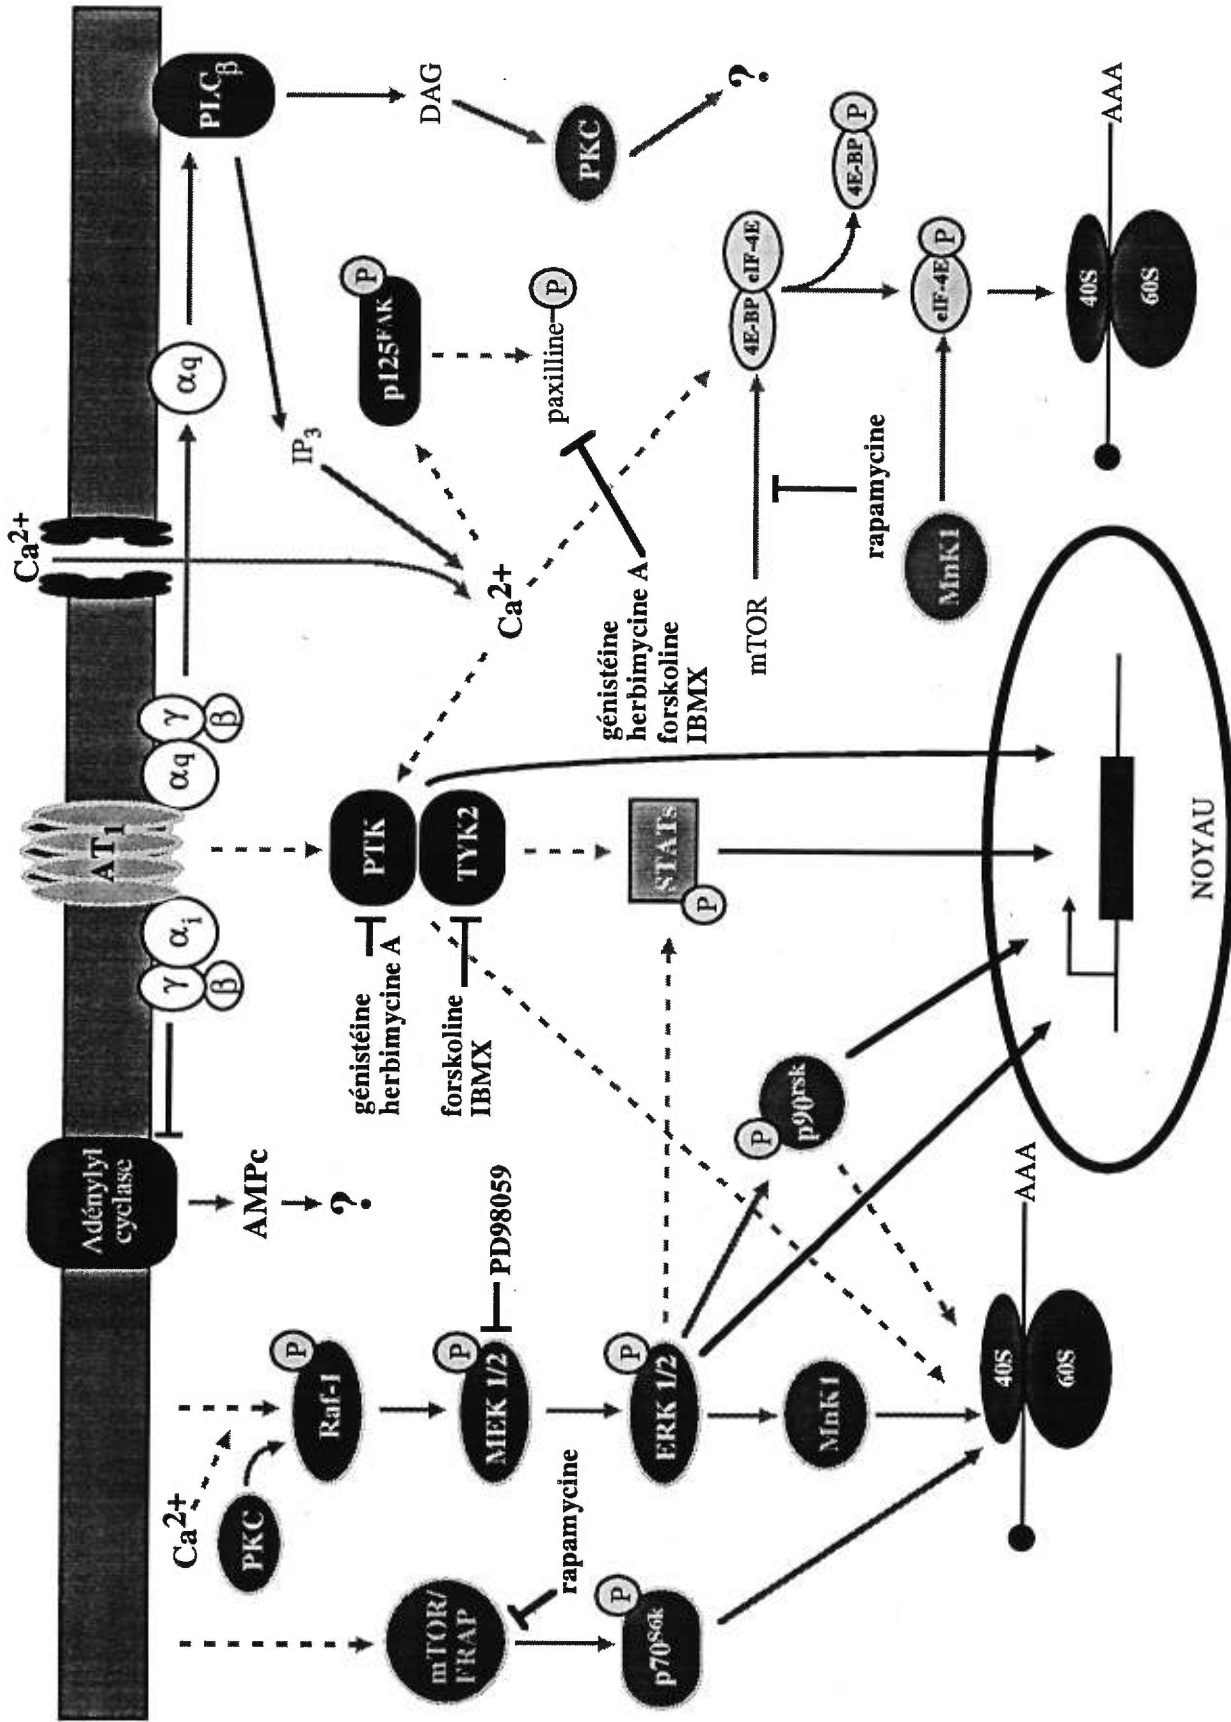 Ca2+
AT1
Adénylyl
cyclase
γ
αi
β
αq
γ
β
αq
PLCβ
Ca2+
PKC
AMPc
?
IP3
DAG
P
Raf-1
génistéine
herbimycine A
PTK
P
p125FAK
mTOR/
FRAP
P
MEK 1/2
PD98059
forskoline
IBMX
TYK2
Ca2+
paxilline
P
PKC
rapamycine
P
p70S6k
P
ERK 1/2
STATs
P
génistéine
herbimycine A
forskoline
IBMX
?
mTOR
4E-BP
eIF-4E
4E-BP
P
MnK1
P
p90rsk
rapamycine
MnK1
eIF-4E
P
40S
60S
AAA
NOYAU
40S
60S
AAA